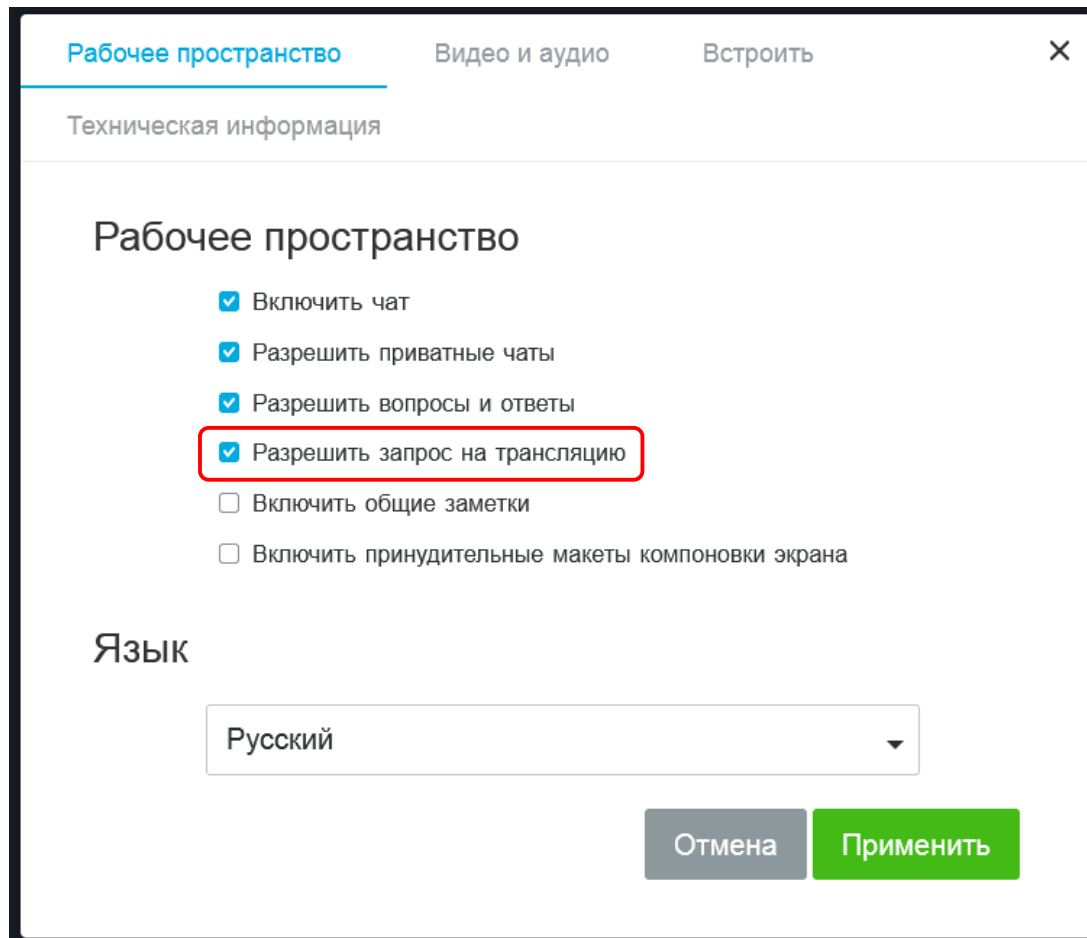 Рабочее пространство Видео и аудио Встроить
Техническая информация
Рабочее пространство
Включить чат
Разрешить приватные чаты
Разрешить вопросы и ответы
Разрешить запрос на трансляцию
Включить общие заметки
Включить принудительные макеты компоновки экрана
Язык
Русский
Отмена Применить